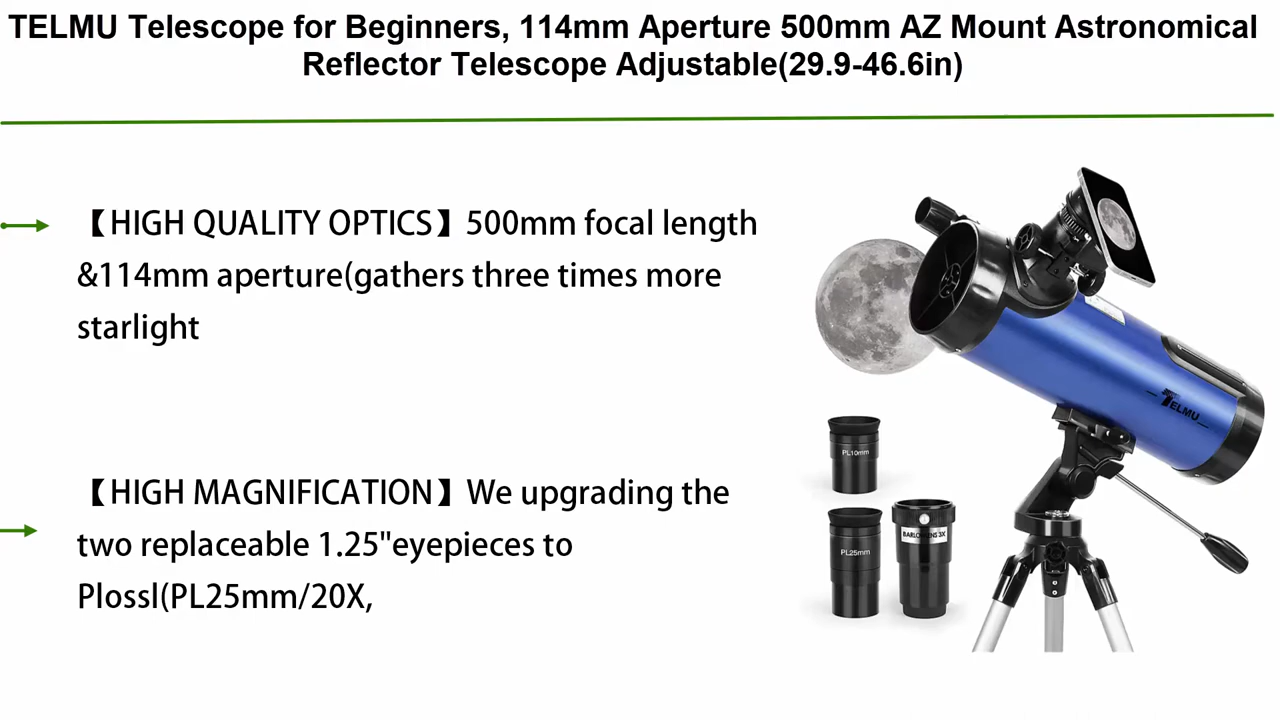 TELMU Telescope for Beginners, 114mm Aperture 500mm AZ Mount Astronomical
Reflector Telescope Adjustable(29.9-46.6in)
【HIGH QUALITY OPTICS】500mm focal length
&114mm aperture(gathers three times more
starlight
【HIGH MAGNIFICATION】We upgrading the
two replaceable 1.25"eyepieces to
Plossl(PL25mm/20X,
TELMU
PL10mm
PL25mm
BARLOW LENS 3X